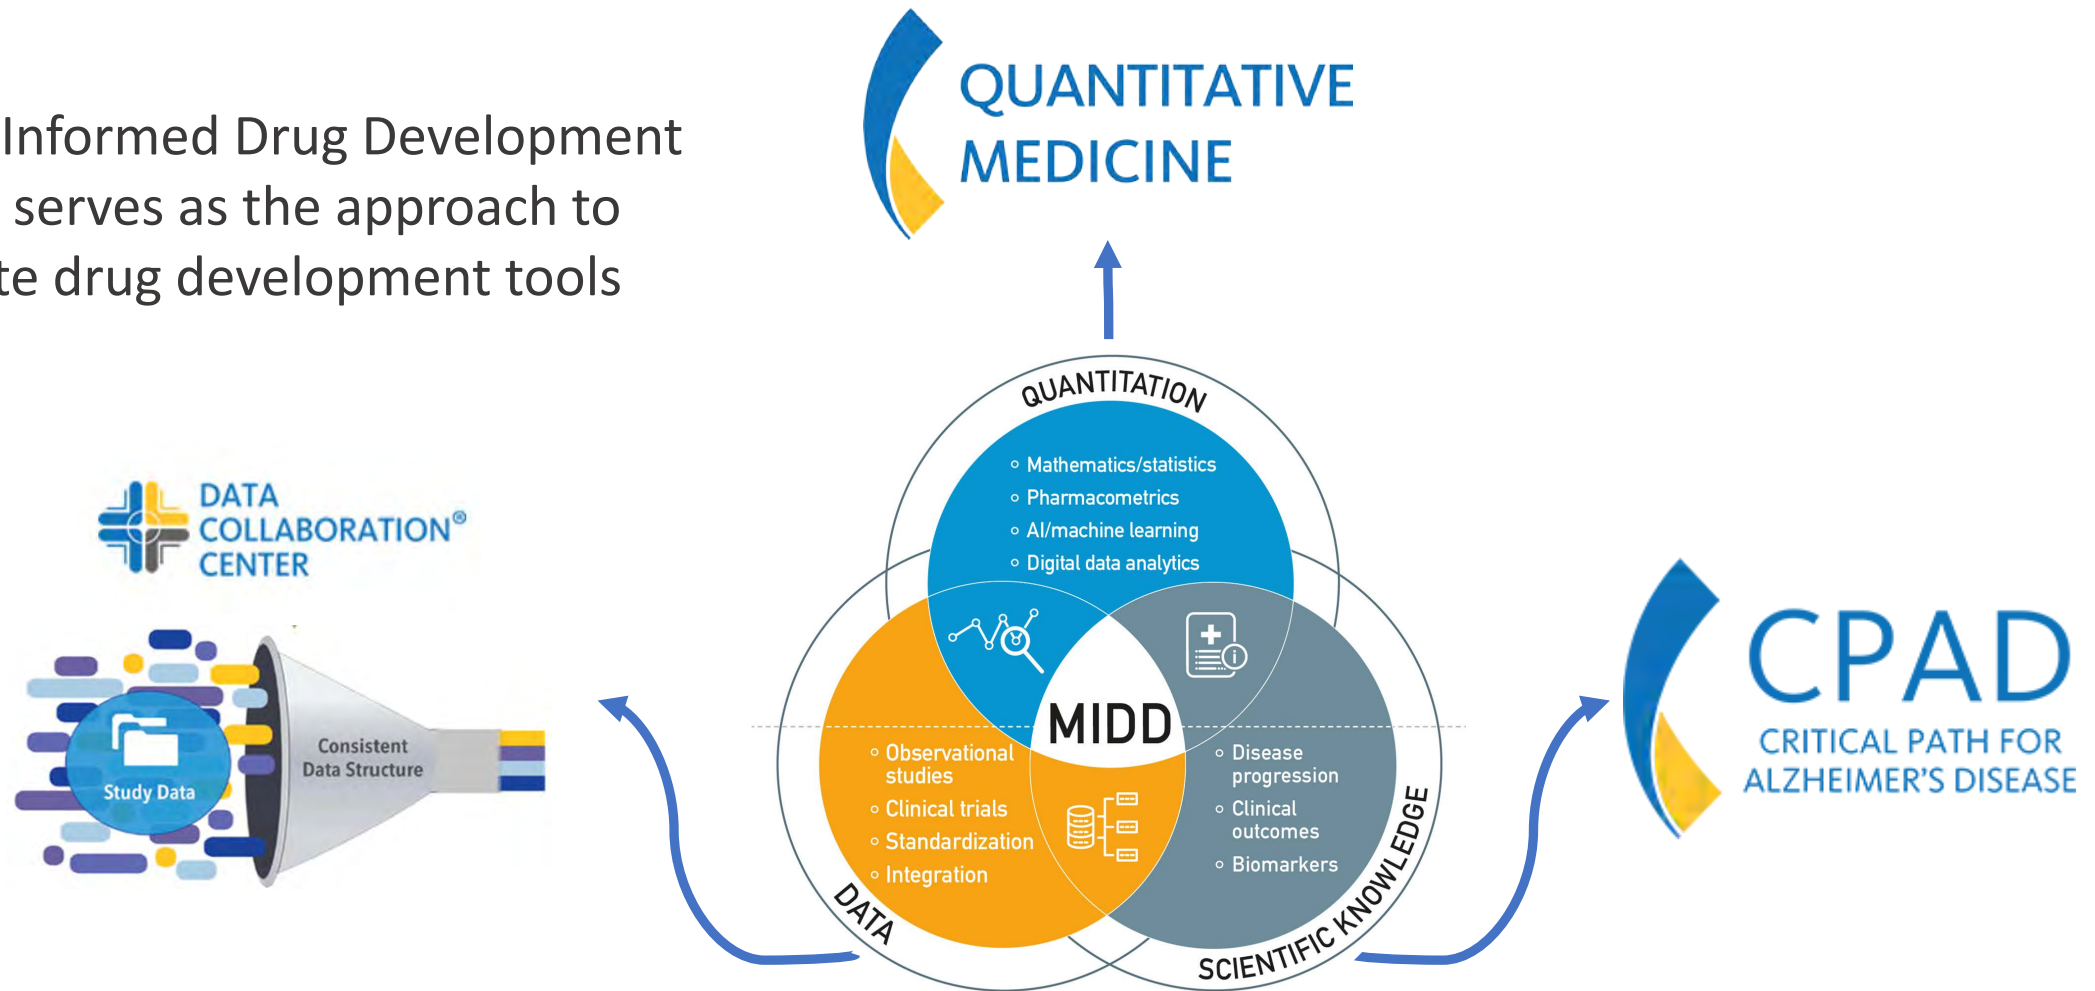 Informed Drug Development
serves as the approach to
te drug development tools
QUANTITATIVE
MEDICINE
DATA
COLLABORATION®
CENTER
Study Data
Consistent
Data Structure
QUANTITATION
Mathematics/statistics
Pharmacometrics
AI/machine learning
Digital data analytics
MIDD
Observational
studies
Clinical trials
Standardization
Integration
DATA
Disease
progression
Clinical
outcomes
Biomarkers
SCIENTIFIC KNOWLEDGE
CPAD
CRITICAL PATH FOR
ALZHEIMER'S DISEASE